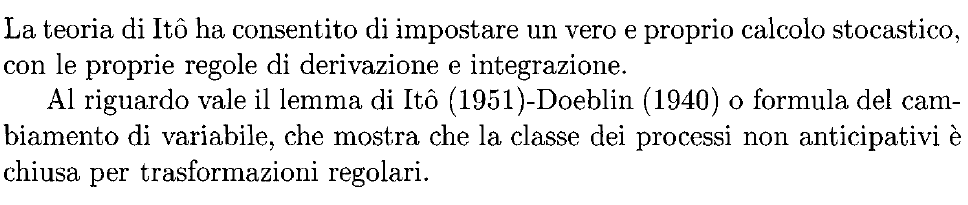 La teoria di Itô ha consentito di impostare un vero e proprio calcolo stocastico,
con le proprie regole di derivazione e integrazione.
Al riguardo vale il lemma di Itô (1951)-Doeblin (1940) o formula del cam-
biamento di variabile, che mostra che la classe dei processi non anticipativi è
chiusa per trasformazioni regolari.